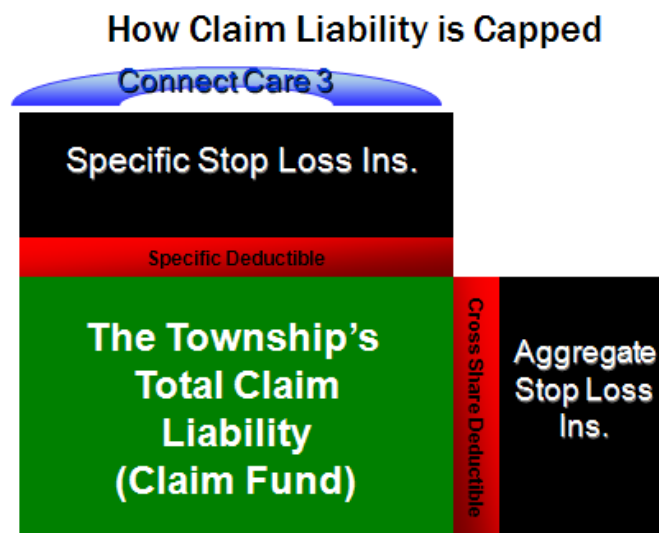 How Claim Liability is Capped
Connect Care 3
Specific Stop Loss Ins.
Specific Deductible
The Township's
Total Claim
Liability
(Claim Fund)
Cross Share Deductible
Aggregate
Stop Loss
Ins.